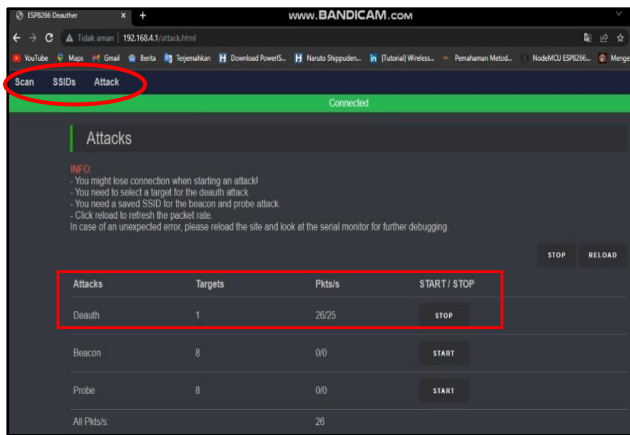 ESP8266 Deauther
www.BANDICAM.com
Tidak aman
192.168.4.1/attack.html
YouTube
Maps
Gmail
Berita
Terjemahkan
Download PowerIS...
Naruto Shippuden...
[Tutorial] Wireless...
Pemahaman Metod...
NodeMCU ESP8266...
Menge
Scan SSIDs Attack
Connected
Attacks
INFO:
- You might lose connection when starting an attack!
- You need to select a target for the deauth attack.
- You need a saved SSID for the beacon and probe attack.
- Click reload to refresh the packet rate.
In case of an unexpected error, please reload the site and look at the serial monitor for further debugging.
STOP RELOAD
Attacks Targets Pkts/s START / STOP
Deauth 1 26/25 STOP
Beacon 8 0/0 START
Probe 8 0/0 START
All Pkts/s: 26